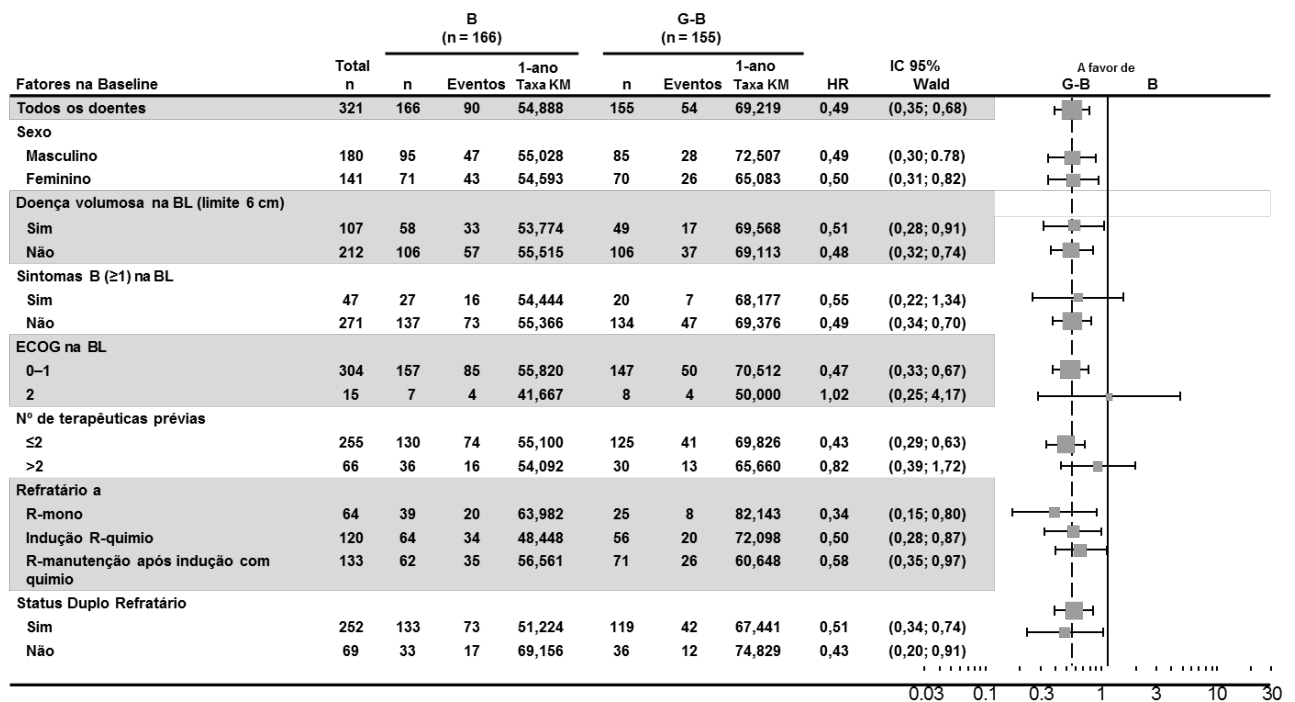 B G-B
(n = 166) (n = 155)
Total 1-ano 1-ano IC 95% A favor de
Fatores na Baseline n n Eventos Taxa KM n Eventos Taxa KM HR Wald G-B B
Todos os doentes 321 166 90 54,888 155 54 69,219 0,49 (0,35; 0,68)
Sexo
Masculino 180 95 47 55,028 85 28 72,507 0,49 (0,30; 0.78)
Feminino 141 71 43 54,593 70 26 65,083 0,50 (0,31; 0,82)
Doença volumosa na BL (limite 6 cm)
Sim 107 58 33 53,774 49 17 69,568 0,51 (0,28; 0,91)
Não 212 106 57 55,515 106 37 69,113 0,48 (0,32; 0,74)
Sintomas B (≥1) na BL
Sim 47 27 16 54,444 20 7 68,177 0,55 (0,22; 1,34)
Não 271 137 73 55,366 134 47 69,376 0,49 (0,34; 0,70)
ECOG na BL
0–1 304 157 85 55,820 147 50 70,512 0,47 (0,33; 0,67)
2 15 7 4 41,667 8 4 50,000 1,02 (0,25; 4,17)
Nº de terapêuticas prévias
≤2 255 130 74 55,100 125 41 69,826 0,43 (0,29; 0,63)
>2 66 36 16 54,092 30 13 65,660 0,82 (0,39; 1,72)
Refratário a
R-mono 64 39 20 63,982 25 8 82,143 0,34 (0,15; 0,80)
Indução R-quimio 120 64 34 48,448 56 20 72,098 0,50 (0,28; 0,87)
R-manutenção após indução com 133 62 35 56,561 71 26 60,648 0,58 (0,35; 0,97)
quimio
Status Duplo Refratário
Sim 252 133 73 51,224 119 42 67,441 0,51 (0,34; 0,74)
Não 69 33 17 69,156 36 12 74,829 0,43 (0,20; 0,91)
0.03 0.1 0.3 1 3 10 30